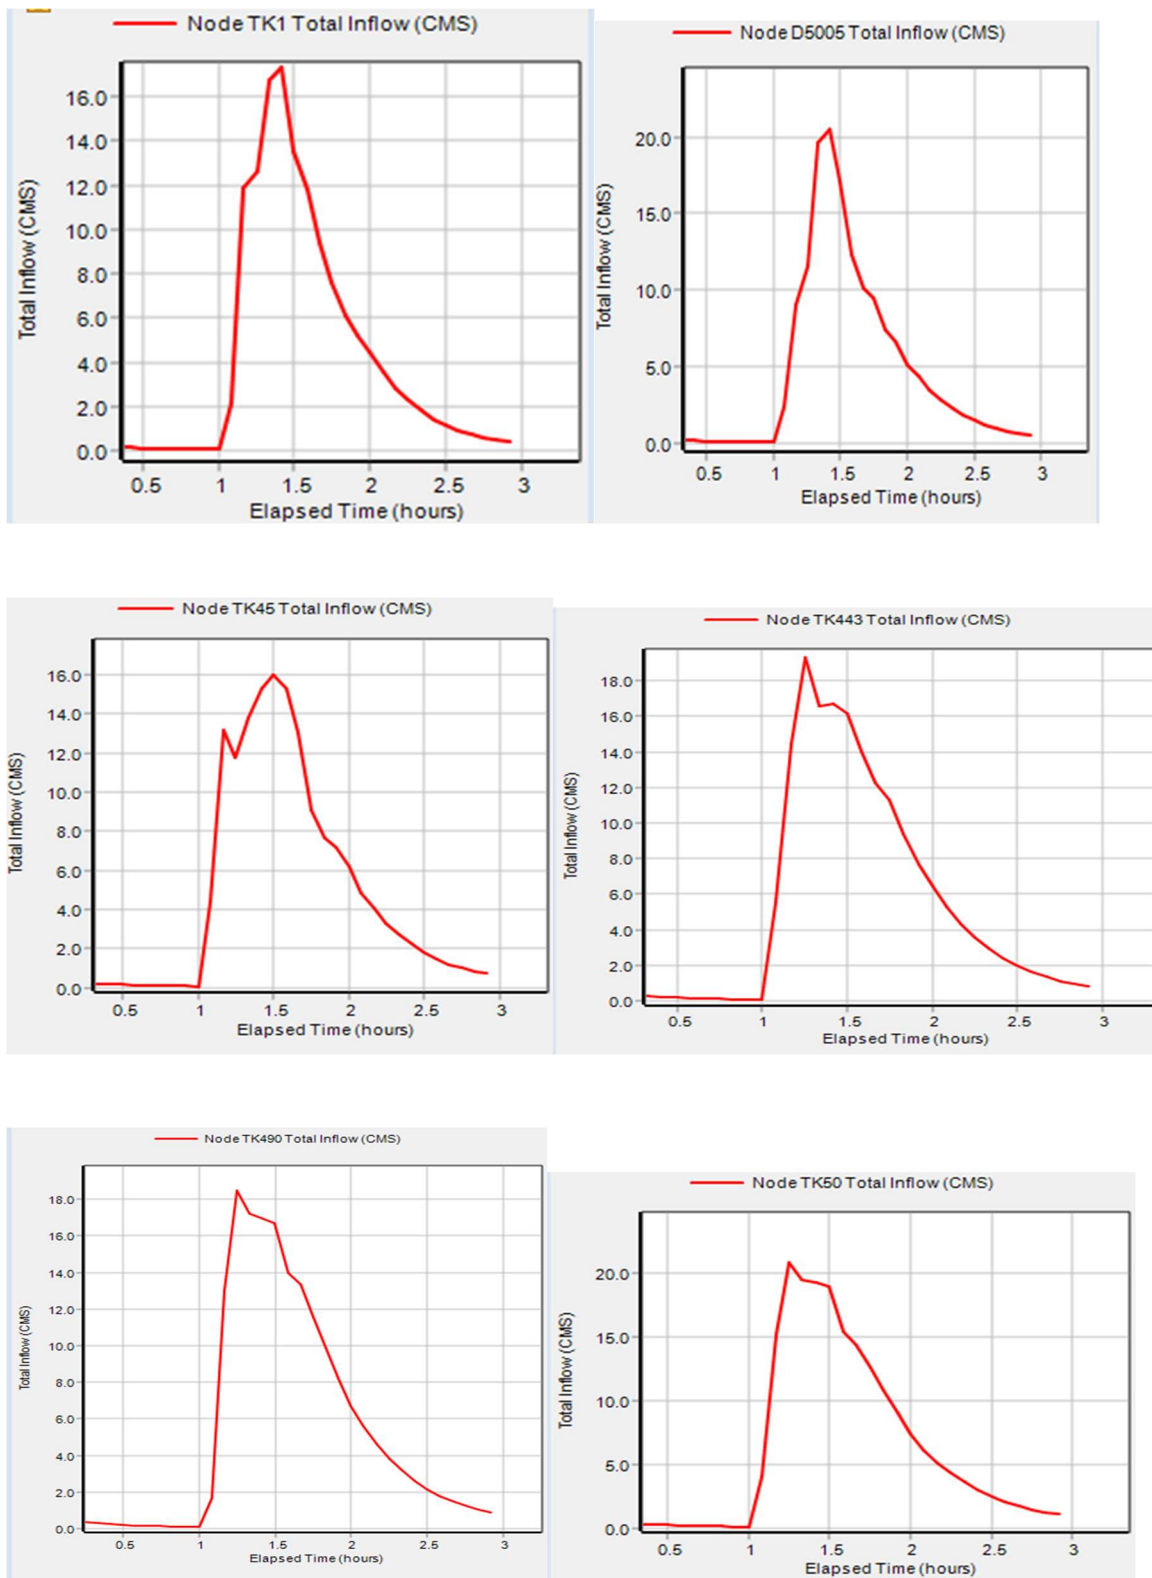 Node TK1 Total Inflow (CMS)
Total Inflow (CMS)
16.0
14.0
12.0
10.0
8.0
6.0
4.0
2.0
0.0
0.5 1 1.5 2 2.5 3
Elapsed Time (hours)
Node D5005 Total Inflow (CMS)
Total Inflow (CMS)
20.0
15.0
10.0
5.0
0.0
0.5 1 1.5 2 2.5 3
Elapsed Time (hours)
Node TK45 Total Inflow (CMS)
Total Inflow (CMS)
16.0
14.0
12.0
10.0
8.0
6.0
4.0
2.0
0.0
0.5 1 1.5 2 2.5 3
Elapsed Time (hours)
Node TK443 Total Inflow (CMS)
Total Inflow (CMS)
18.0
16.0
14.0
12.0
10.0
8.0
6.0
4.0
2.0
0.0
0.5 1 1.5 2 2.5 3
Elapsed Time (hours)
Node TK490 Total Inflow (CMS)
Total Inflow (CMS)
18.0
16.0
14.0
12.0
10.0
8.0
6.0
4.0
2.0
0.0
0.5 1 1.5 2 2.5 3
Elapsed Time (hours)
Node TK50 Total Inflow (CMS)
Total Inflow (CMS)
20.0
15.0
10.0
5.0
0.0
0.5 1 1.5 2 2.5 3
Elapsed Time (hours)